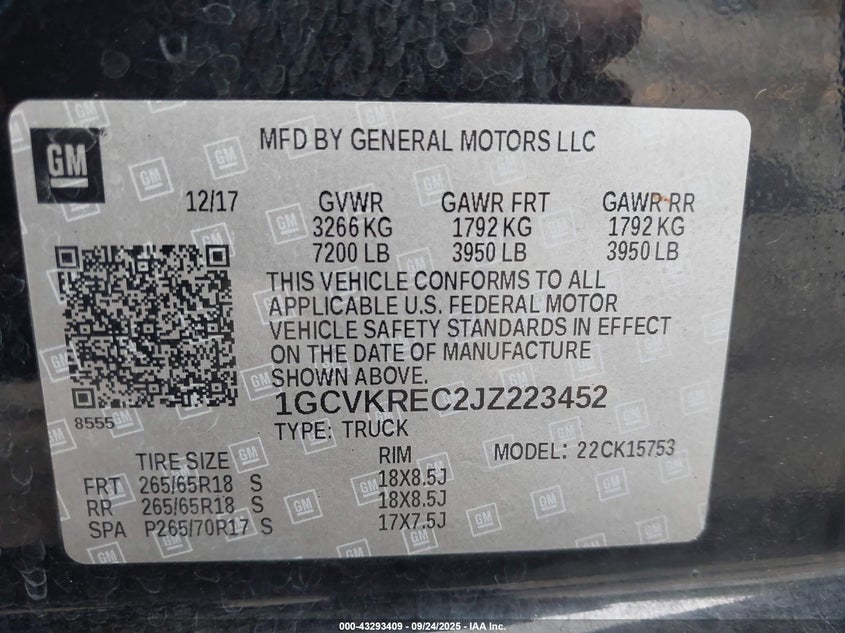 GM
MFD BY GENERAL MOTORS LLC
12/17 GVWR GAWR FRT GAWR RR
3266 KG 1792 KG 1792 KG
7200 LB 3950 LB 3950 LB
THIS VEHICLE CONFORMS TO ALL
APPLICABLE U.S. FEDERAL MOTOR
VEHICLE SAFETY STANDARDS IN EFFECT
ON THE DATE OF MANUFACTURE
SHOWN ABOVE.
1GCVKREC2JZ223452
8555
TYPE: TRUCK MODEL: 22CK15753
TIRE SIZE RIM
FRT 265/65R18 S 18X8.5J
RR 265/65R18 S 18X8.5J
SPA P265/70R17 S 17X7.5J
000-43293409 - 09/24/2025 - IAA Inc.